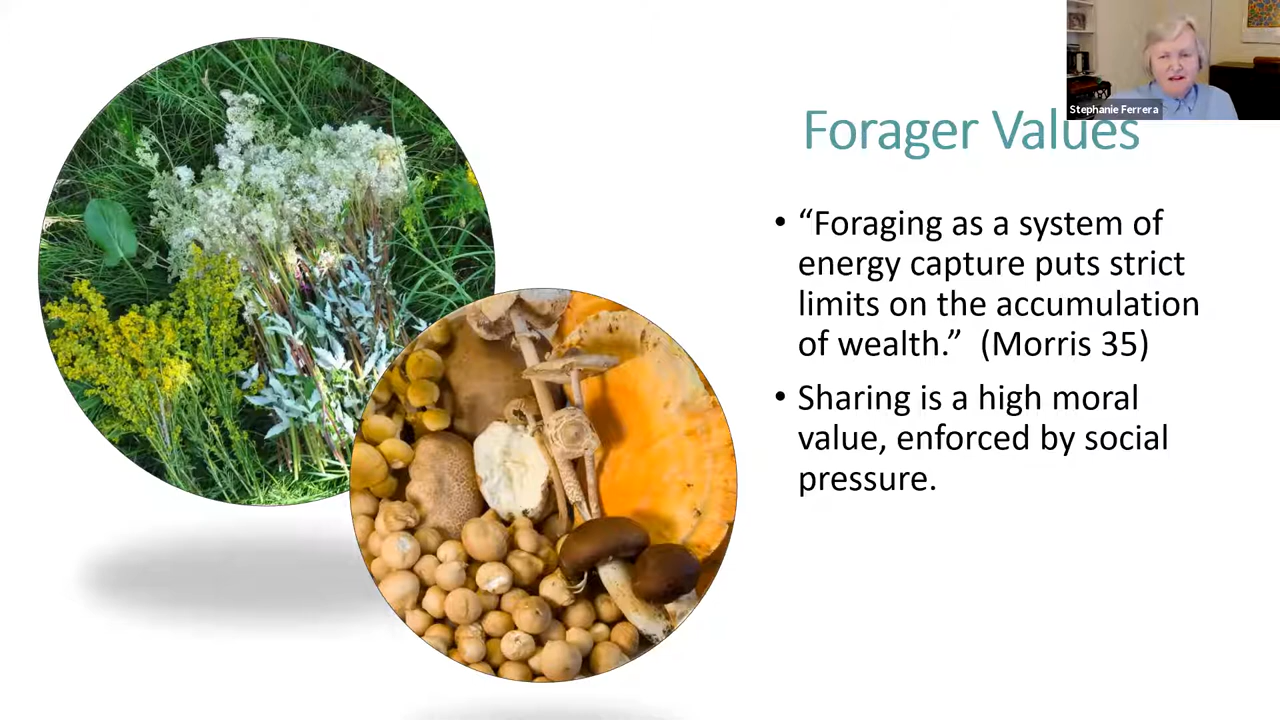 Stephanie Ferrera
Forager Values
• “Foraging as a system of
energy capture puts strict
limits on the accumulation
of wealth.”  (Morris 35)
• Sharing is a high moral
value, enforced by social
pressure.